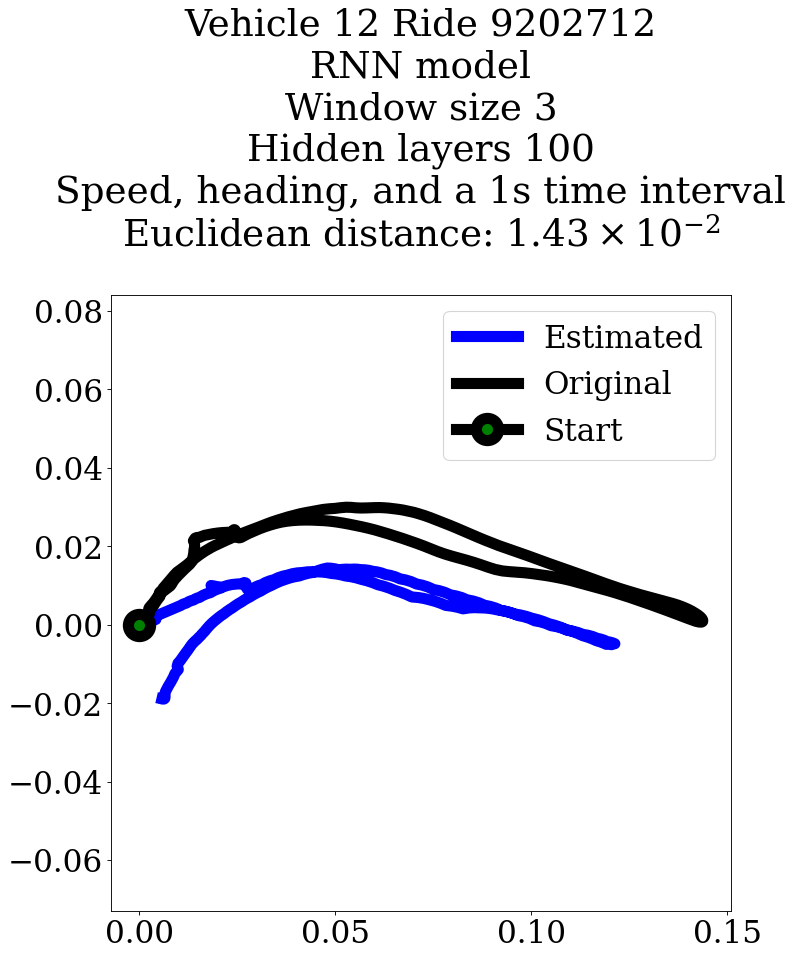 Vehicle 12 Ride 9202712
RNN model
Window size 3
Hidden layers 100
Speed, heading, and a 1s time interval
Euclidean distance: 1.43 × 10⁻²
0.08
0.06
0.04
0.02
0.00
−0.02
−0.04
−0.06
Estimated
Original
Start
0.00 0.05 0.10 0.15